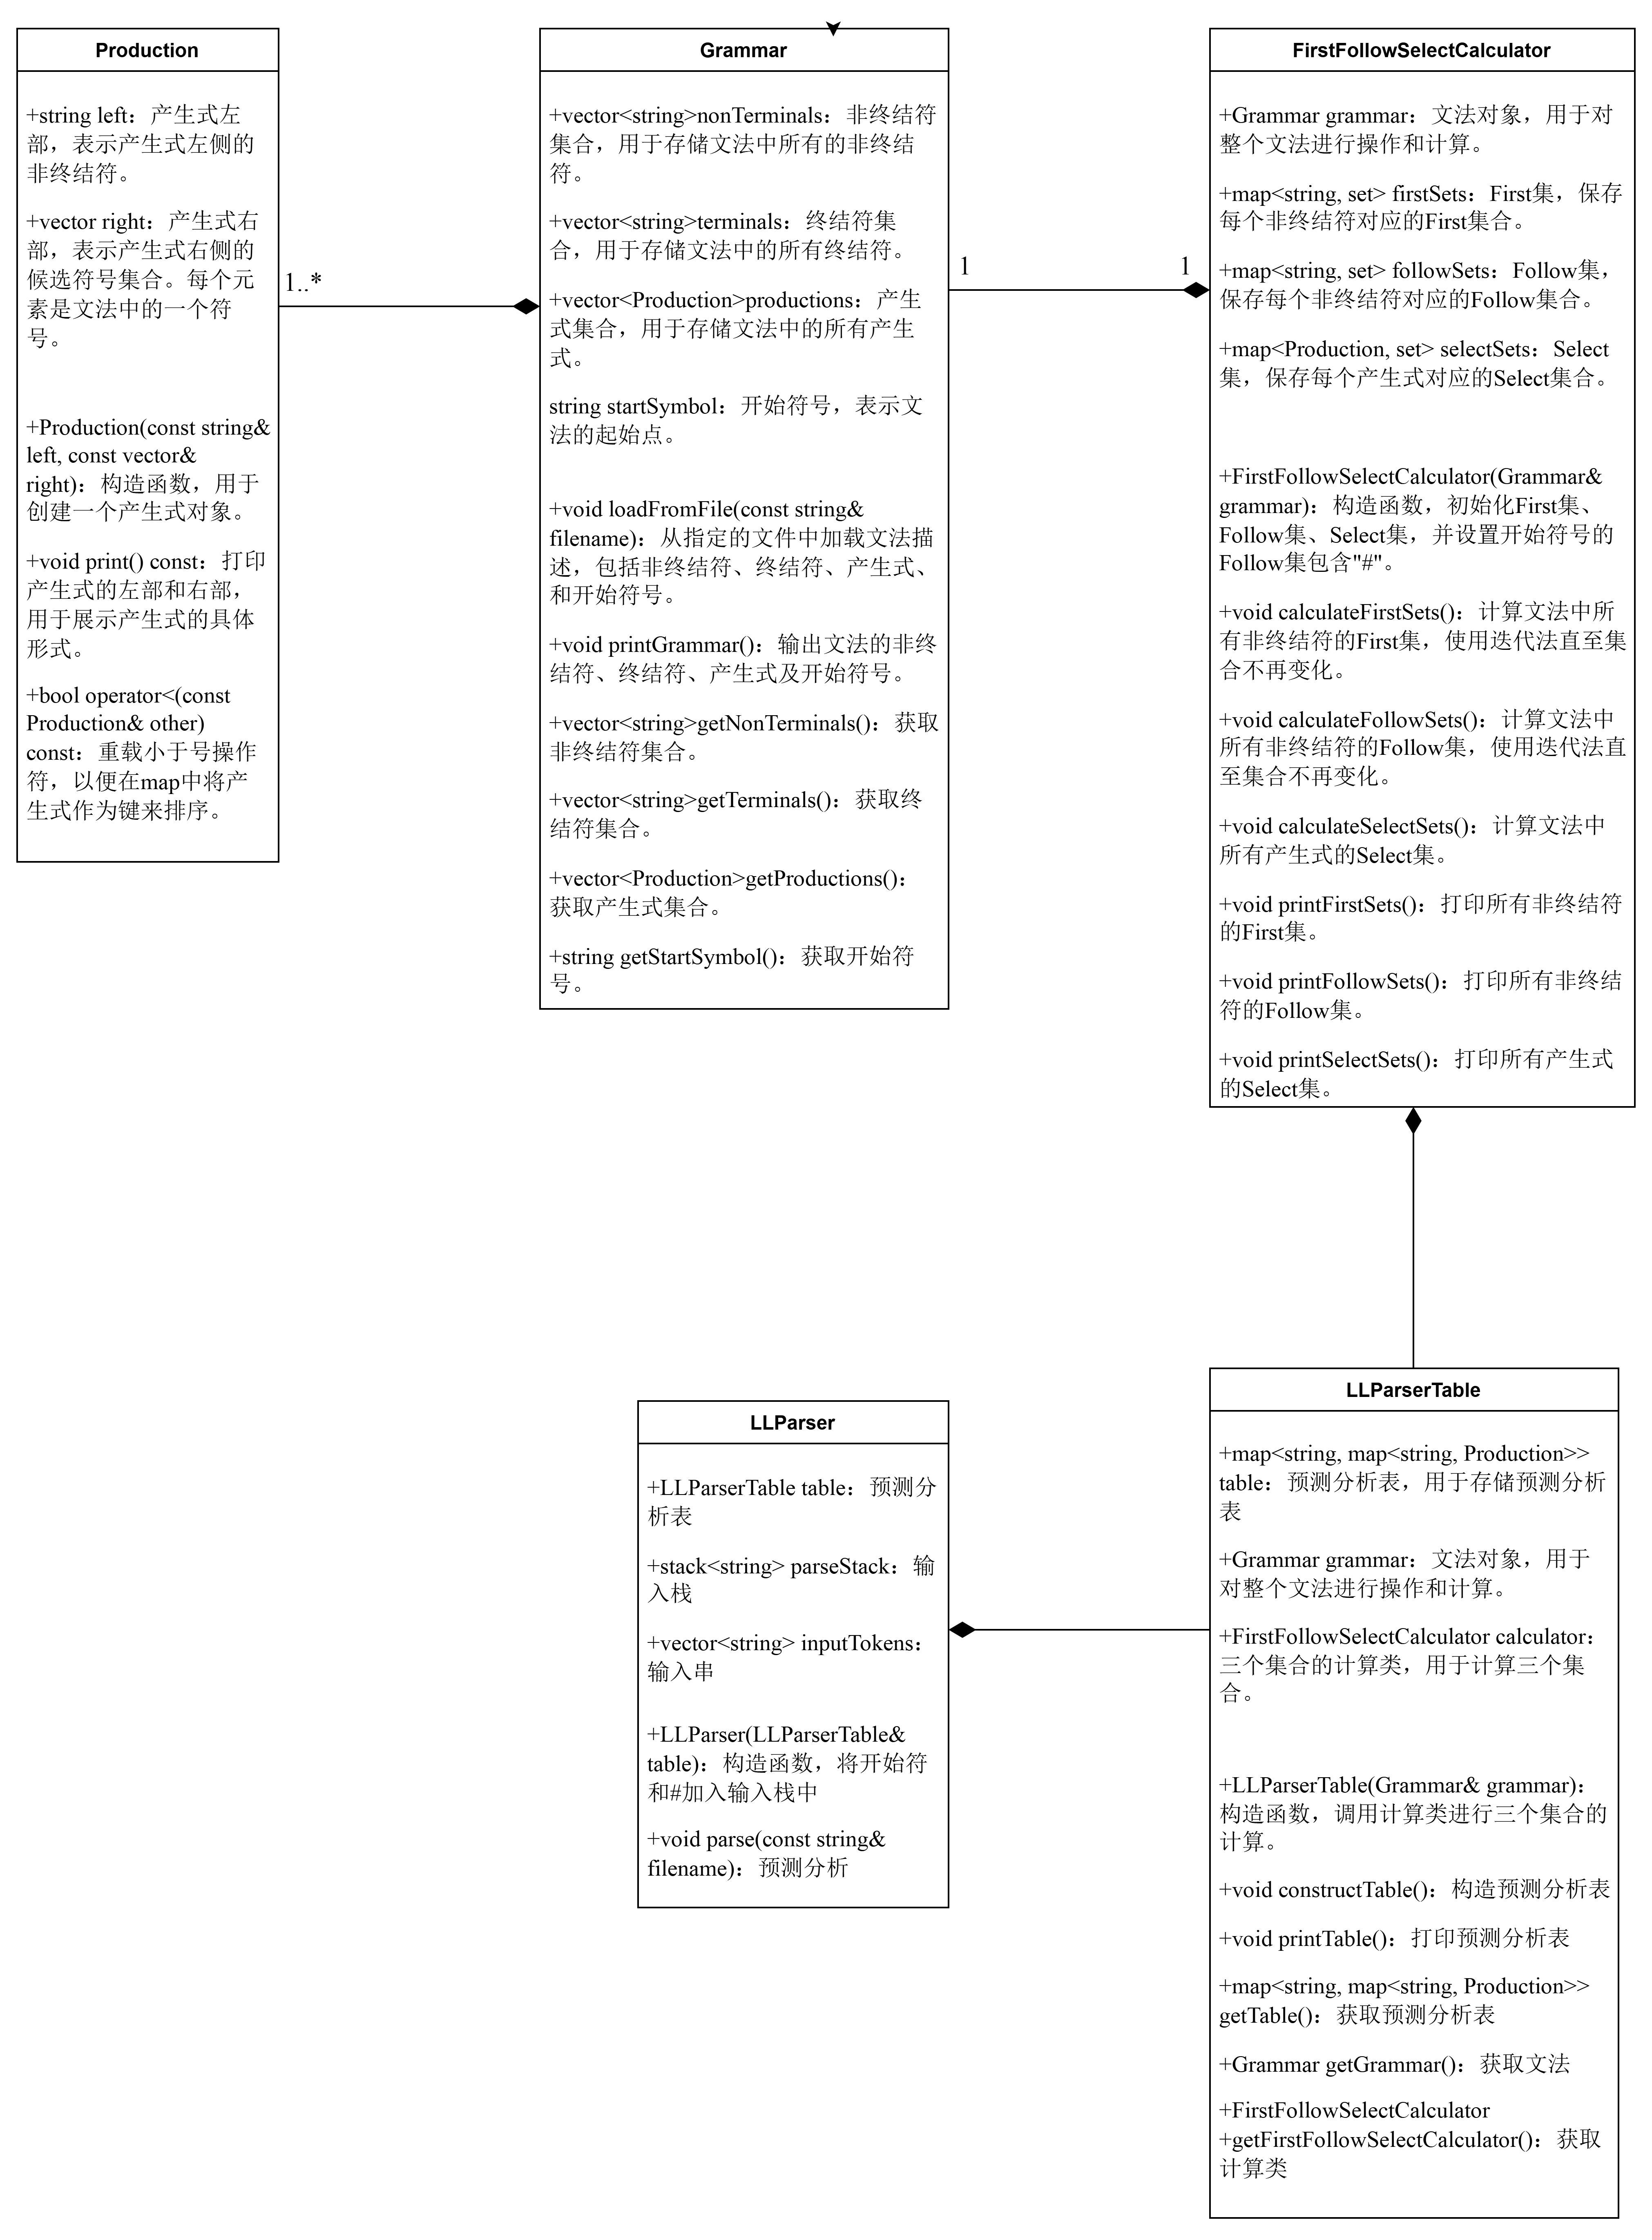 Production
+string left：产生式左
部，表示产生式左侧的
非终结符。
+vector right：产生式右
部，表示产生式右侧的
候选符号集合。每个元
素是文法中的一个符
号。
+Production(const string&
left, const vector&
right)：构造函数，用于
创建一个产生式对象。
+void print() const：打印
产生式的左部和右部，
用于展示产生式的具体
形式。
+bool operator<(const
Production& other)
const：重载小于号操作
符，以便在map中将产
生式作为键来排序。
1..*
Grammar
+vector<string>nonTerminals：非终结符
集合，用于存储文法中所有的非终结
符。
+vector<string>terminals：终结符集
合，用于存储文法中的所有终结符。
+vector<Production>productions：产生
式集合，用于存储文法中的所有产生
式。
string startSymbol：开始符号，表示文
法的起始点。
+void loadFromFile(const string&
filename)：从指定的文件中加载文法描
述，包括非终结符、终结符、产生式、
和开始符号。
+void printGrammar()：输出文法的非终
结符、终结符、产生式及开始符号。
+vector<string>getNonTerminals()：获取
非终结符集合。
+vector<string>getTerminals()：获取终
结符集合。
+vector<Production>getProductions()：
获取产生式集合。
+string getStartSymbol()：获取开始符
号。
1
1
FirstFollowSelectCalculator
+Grammar grammar：文法对象，用于对
整个文法进行操作和计算。
+map<string, set> firstSets：First集，保存
每个非终结符对应的First集合。
+map<string, set> followSets：Follow集，
保存每个非终结符对应的Follow集合。
+map<Production, set> selectSets：Select
集，保存每个产生式对应的Select集合。
+FirstFollowSelectCalculator(Grammar&
grammar)：构造函数，初始化First集、
Follow集、Select集，并设置开始符号的
Follow集包含"#"。
+void calculateFirstSets()：计算文法中所
有非终结符的First集，使用迭代法直至集
合不再变化。
+void calculateFollowSets()：计算文法中
所有非终结符的Follow集，使用迭代法直
至集合不再变化。
+void calculateSelectSets()：计算文法中
所有产生式的Select集。
+void printFirstSets()：打印所有非终结符
的First集。
+void printFollowSets()：打印所有非终结
符的Follow集。
+void printSelectSets()：打印所有产生式
的Select集。
LLParser
+LLParserTable table：预测分
析表
+stack<string> parseStack：输
入栈
+vector<string> inputTokens：
输入串
+LLParser(LLParserTable&
table)：构造函数，将开始符
和#加入输入栈中
+void parse(const string&
filename)：预测分析
LLParserTable
+map<string, map<string, Production>>
table：预测分析表，用于存储预测分析
表
+Grammar grammar：文法对象，用于
对整个文法进行操作和计算。
+FirstFollowSelectCalculator calculator：
三个集合的计算类，用于计算三个集
合。
+LLParserTable(Grammar& grammar)：
构造函数，调用计算类进行三个集合的
计算。
+void constructTable()：构造预测分析表
+void printTable()：打印预测分析表
+map<string, map<string, Production>>
getTable()：获取预测分析表
+Grammar getGrammar()：获取文法
+FirstFollowSelectCalculator
+getFirstFollowSelectCalculator()：获取
计算类